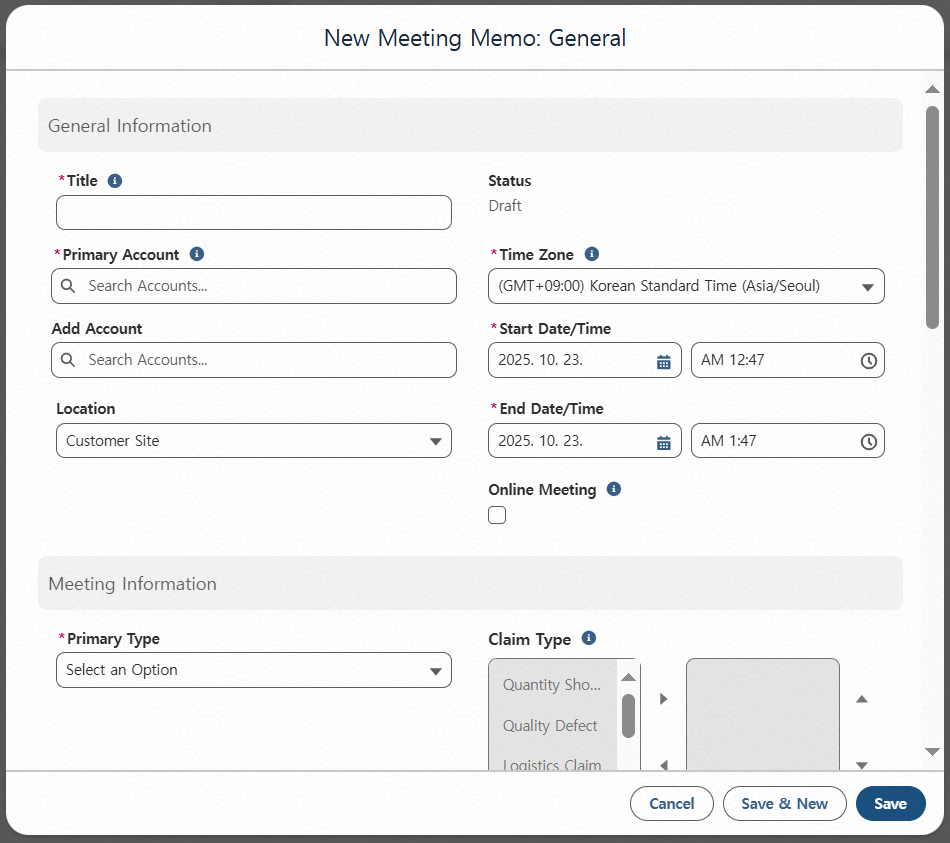 New Meeting Memo: General
General Information
*Title
Status
Draft
*Primary Account
Search Accounts...
*Time Zone
(GMT+09:00) Korean Standard Time (Asia/Seoul)
Add Account
Search Accounts...
*Start Date/Time
2025. 10. 23. AM 12:47
Location
Customer Site
*End Date/Time
2025. 10. 23. AM 1:47
Online Meeting
Meeting Information
*Primary Type
Select an Option
Claim Type
Quantity Sho...
Quality Defect
Logistics Claim
Cancel Save & New Save